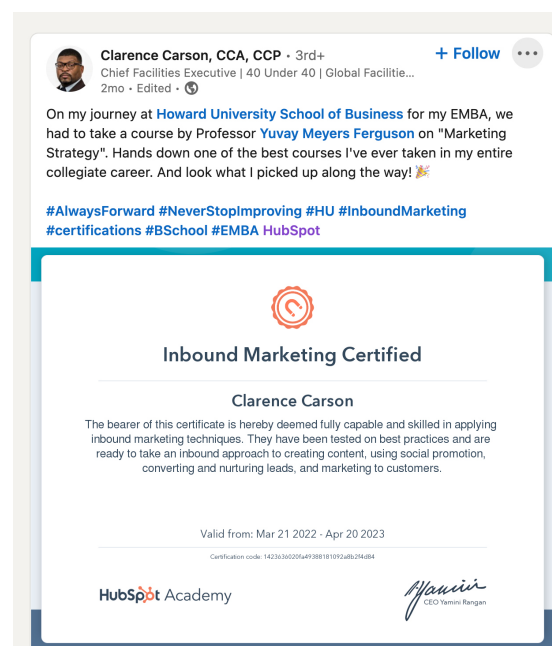 Clarence Carson, CCA, CCP • 3rd+
+ Follow
Chief Facilities Executive | 40 Under 40 | Global Facilitie...
2mo • Edited •
On my journey at Howard University School of Business for my EMBA, we
had to take a course by Professor Yuvay Meyers Ferguson on "Marketing
Strategy". Hands down one of the best courses I've ever taken in my entire
collegiate career. And look what I picked up along the way! 🎉
#AlwaysForward #NeverStopImproving #HU #InboundMarketing
#certifications #BSchool #EMBA HubSpot
Inbound Marketing Certified
Clarence Carson
The bearer of this certificate is hereby deemed fully capable and skilled in applying
inbound marketing techniques. They have been tested on best practices and are
ready to take an inbound approach to creating content, using social promotion,
converting and nurturing leads, and marketing to customers.
Valid from: Mar 21 2022 - Apr 20 2023
Certification code: 1423636020fa49388181092a8b2f4d84
HubSpot Academy
CEO Yamini Rangan